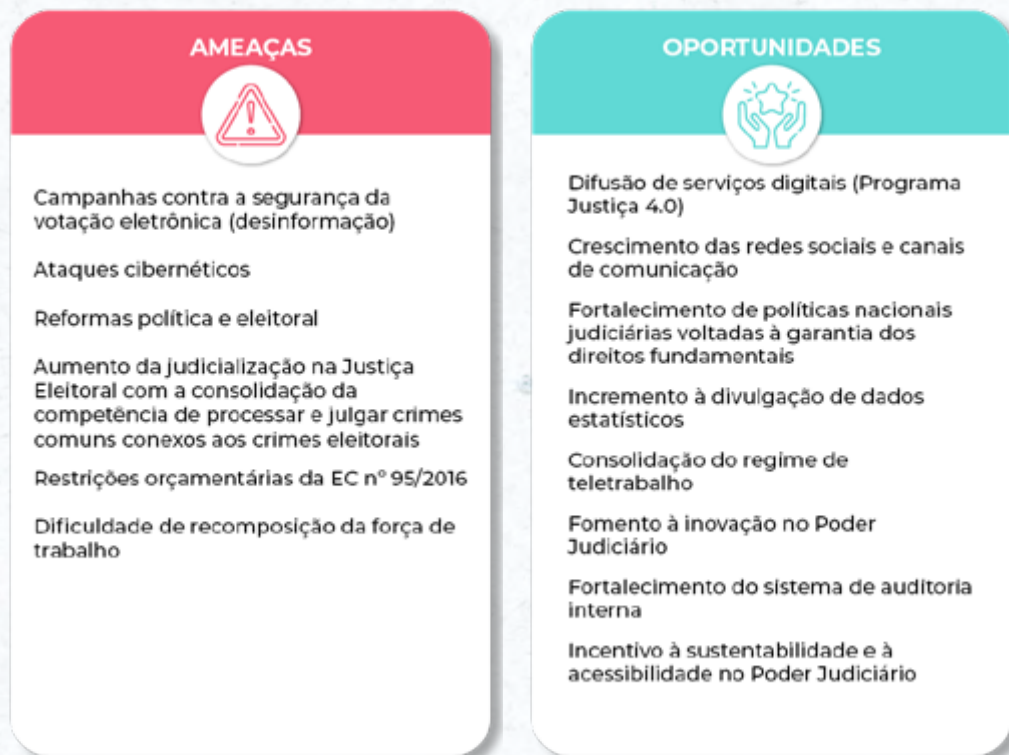 AMEAÇAS
Campanhas contra a segurança da
votação eletrônica (desinformação)
Ataques cibernéticos
Reformas política e eleitoral
Aumento da judicialização na Justiça
Eleitoral com a consolidação da
competência de processar e julgar crimes
comuns conexos aos crimes eleitorais
Restrições orçamentárias da EC nº 95/2016
Dificuldade de recomposição da força de
trabalho
OPORTUNIDADES
Difusão de serviços digitais (Programa
Justiça 4.0)
Crescimento das redes sociais e canais
de comunicação
Fortalecimento de políticas nacionais
judiciárias voltadas à garantia dos
direitos fundamentais
Incremento à divulgação de dados
estatísticos
Consolidação do regime de
teletrabalho
Fomento à inovação no Poder
Judiciário
Fortalecimento do sistema de auditoria
interna
Incentivo à sustentabilidade e à
acessibilidade no Poder Judiciário